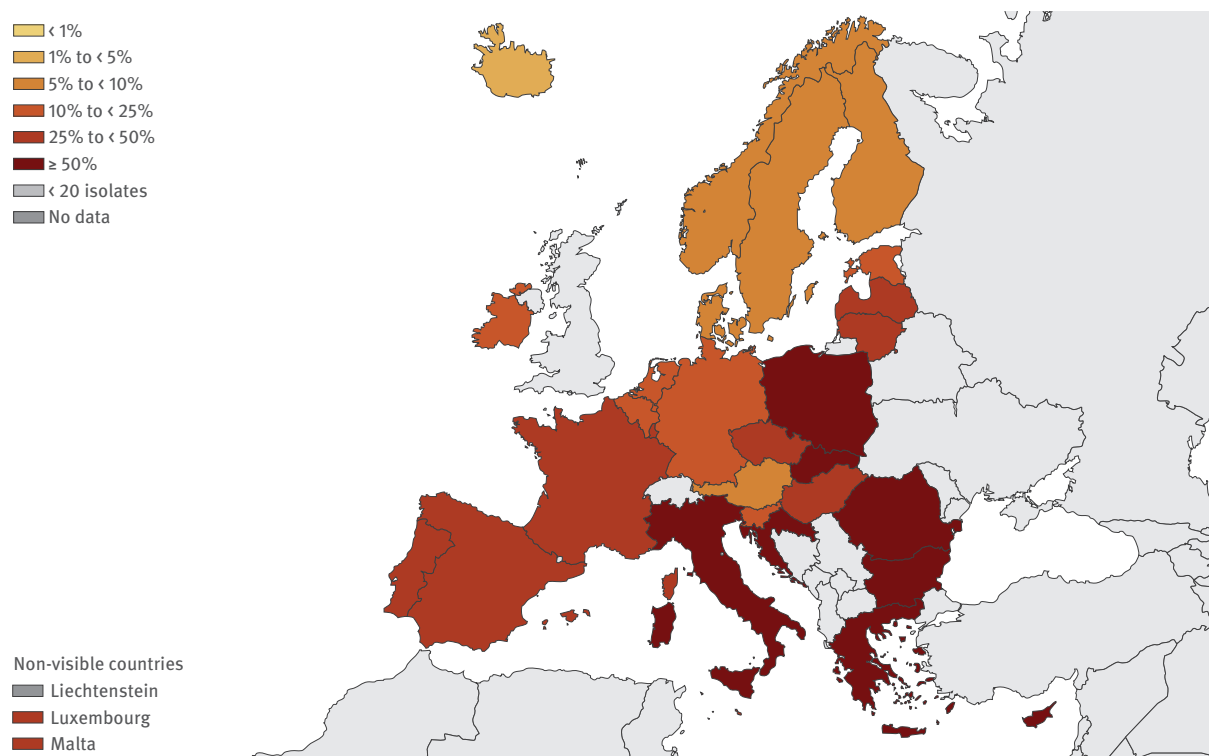 < 1%
1% to < 5%
5% to < 10%
10% to < 25%
25% to < 50%
≥ 50%
< 20 isolates
No data
Non-visible countries
Liechtenstein
Luxembourg
Malta